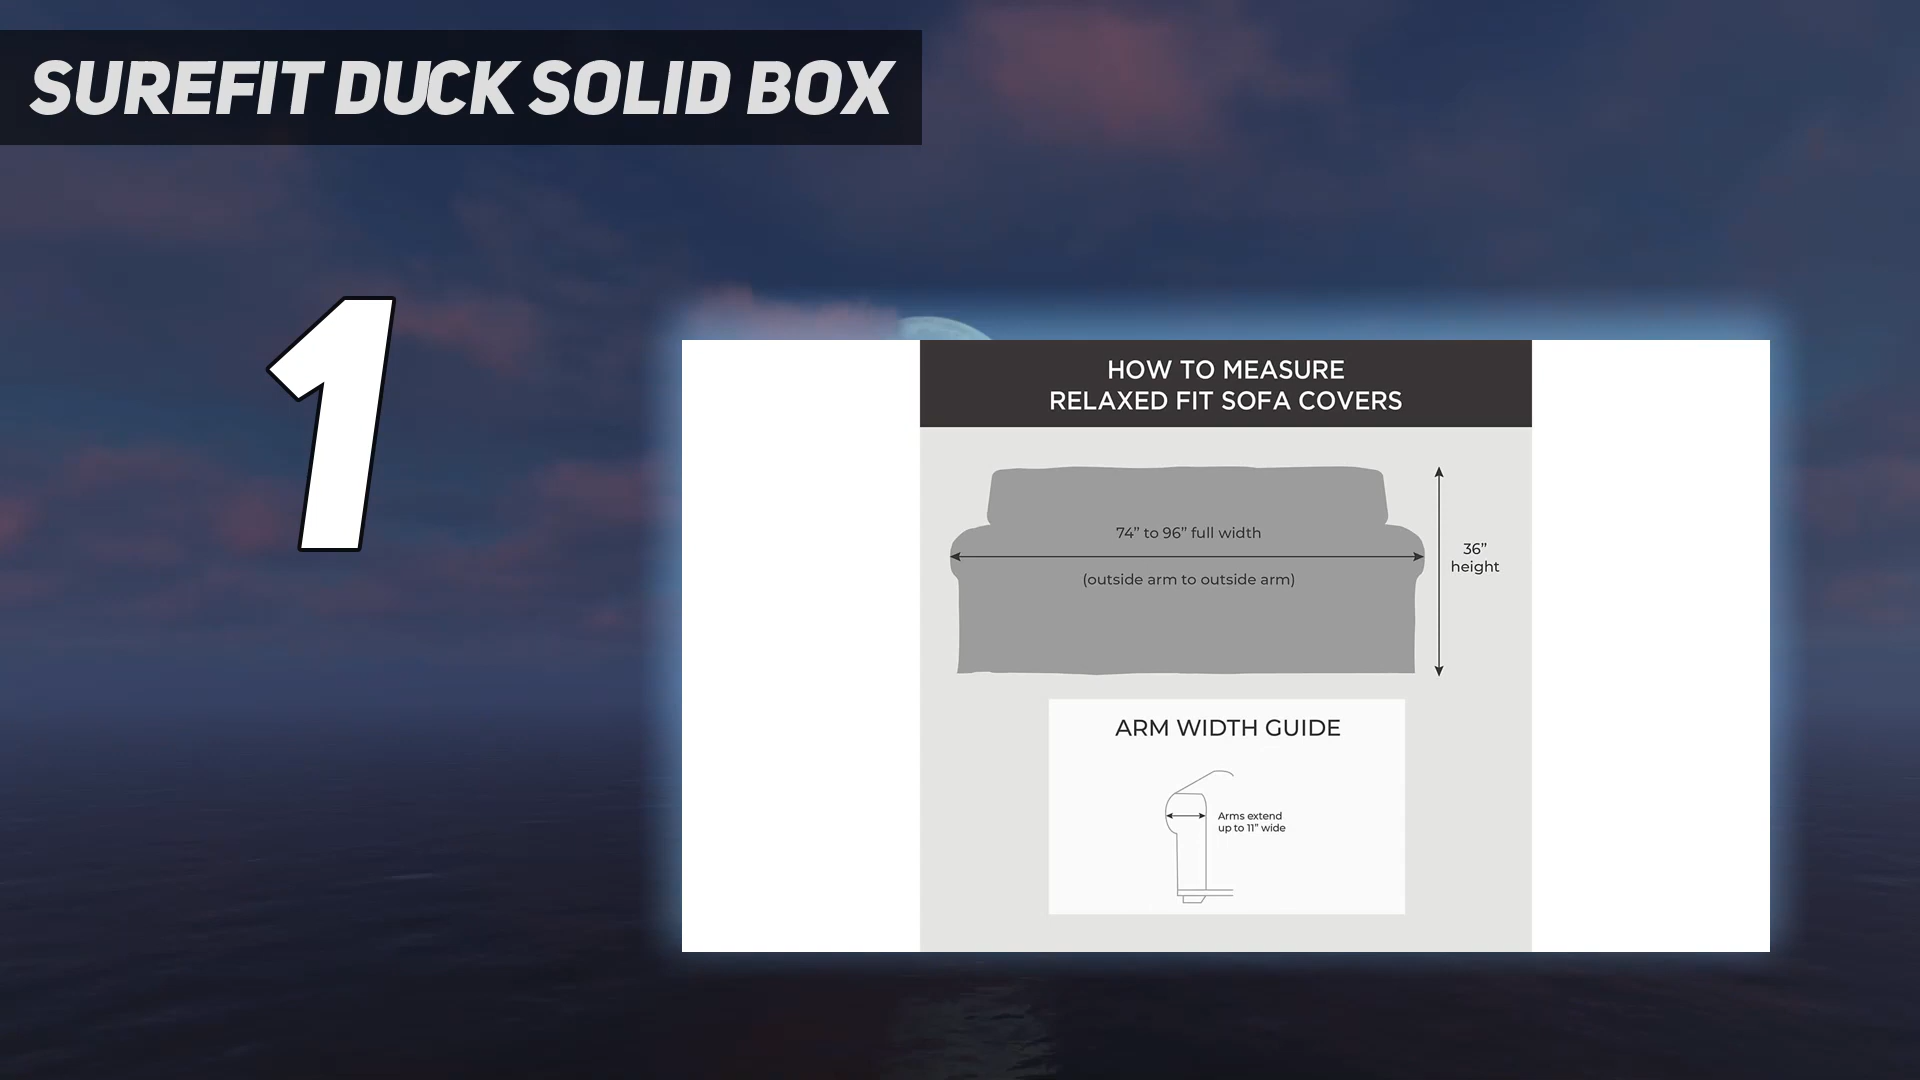 SUREFIT DUCK SOLID BOX
1
HOW TO MEASURE
RELAXED FIT SOFA COVERS
74” to 96” full width
(outside arm to outside arm)
36”
height
ARM WIDTH GUIDE
Arms extend
up to 11” wide